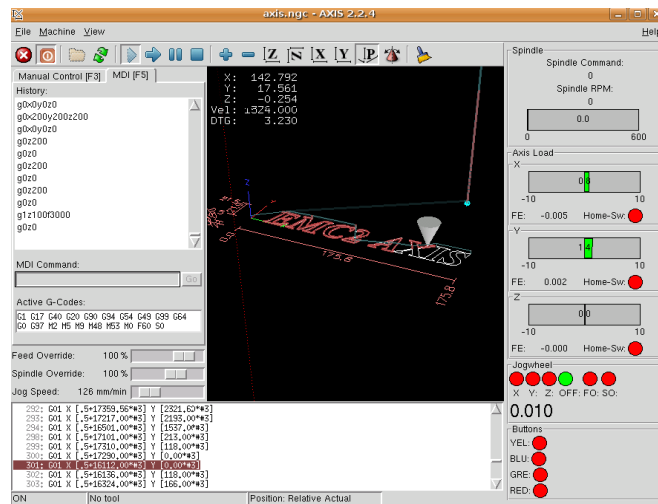 axis.ngc - AXIS 2.2.4
File Machine View Help
Manual Control [F3] MDI [F5]
History:
g0x0y0z0
g0x200y200z200
g0x0y0z0
g0z200
g0z0
g0z200
g0z0
g0z200
g0z0
g1z100f3000
g0z0
MDI Command:
Go
Active G-Codes:
G1 G17 G40 G20 G90 G94 G54 G49 G99 G64
G0 G97 M2 M5 M9 M48 M53 M0 F60 S0
Feed Override: 100 %
Spindle Override: 100 %
Jog Speed: 126 mm/min
Z N X Y P
X: 142.792
Y: 17.561
Z: -0.254
Vel: 1324.000
DTG: 3.230
Z
EMC2 AXIS
0.0
175.8
175.8
Spindle
Spindle Command:
0
Spindle RPM:
0
0.0
0 600
Axis Load
X
-10 10
FE: -0.005 Home-Sw:
Y
1.4
-10 10
FE: 0.002 Home-Sw:
Z
0.0
-10 10
FE: -0.000 Home-Sw:
Jogwheel
X Y: Z: OFF: FO: SO:
0.010
Buttons
YEL:
BLU:
GRE:
RED:
292: G01 X [.5+17359.56*#3] Y [2321.60*#3]
293: G01 X [.5+17217.00*#3] Y [2193.00*#3]
294: G01 X [.5+16501.00*#3] Y [1537.00*#3]
298: G01 X [.5+17101.00*#3] Y [213.00*#3]
299: G01 X [.5+17310.00*#3] Y [118.00*#3]
300: G01 X [.5+17290.00*#3] Y [0.00*#3]
301: G01 X [.5+16112.00*#3] Y [0.00*#3]
302: G01 X [.5+16136.00*#3] Y [118.00*#3]
303: G01 X [.5+16324.00*#3] Y [166.00*#3]
ON No tool Position: Relative Actual